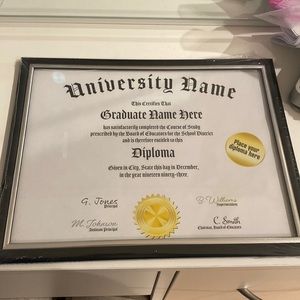 University Name
This Certifies That
Graduate Name Here
has satisfactorily completed the Course of Study
prescribed by the Board of Education for the School District
and is therefore entitled to this
Diploma
Given in City, State this day in December,
in the year nineteen ninety-three.
Place your
diploma here
G. Jones
Principal
B. Williams
Superintendent
M. Johnson
Assistant Principal
C. Smith
Chairman, Board of Educators